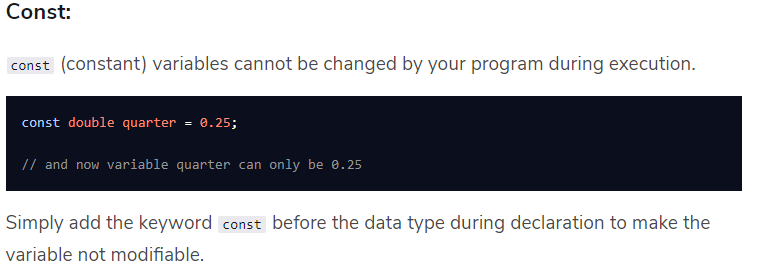 Const:
const (constant) variables cannot be changed by your program during execution.
const double quarter = 0.25;
// and now variable quarter can only be 0.25
Simply add the keyword const before the data type during declaration to make the
variable not modifiable.